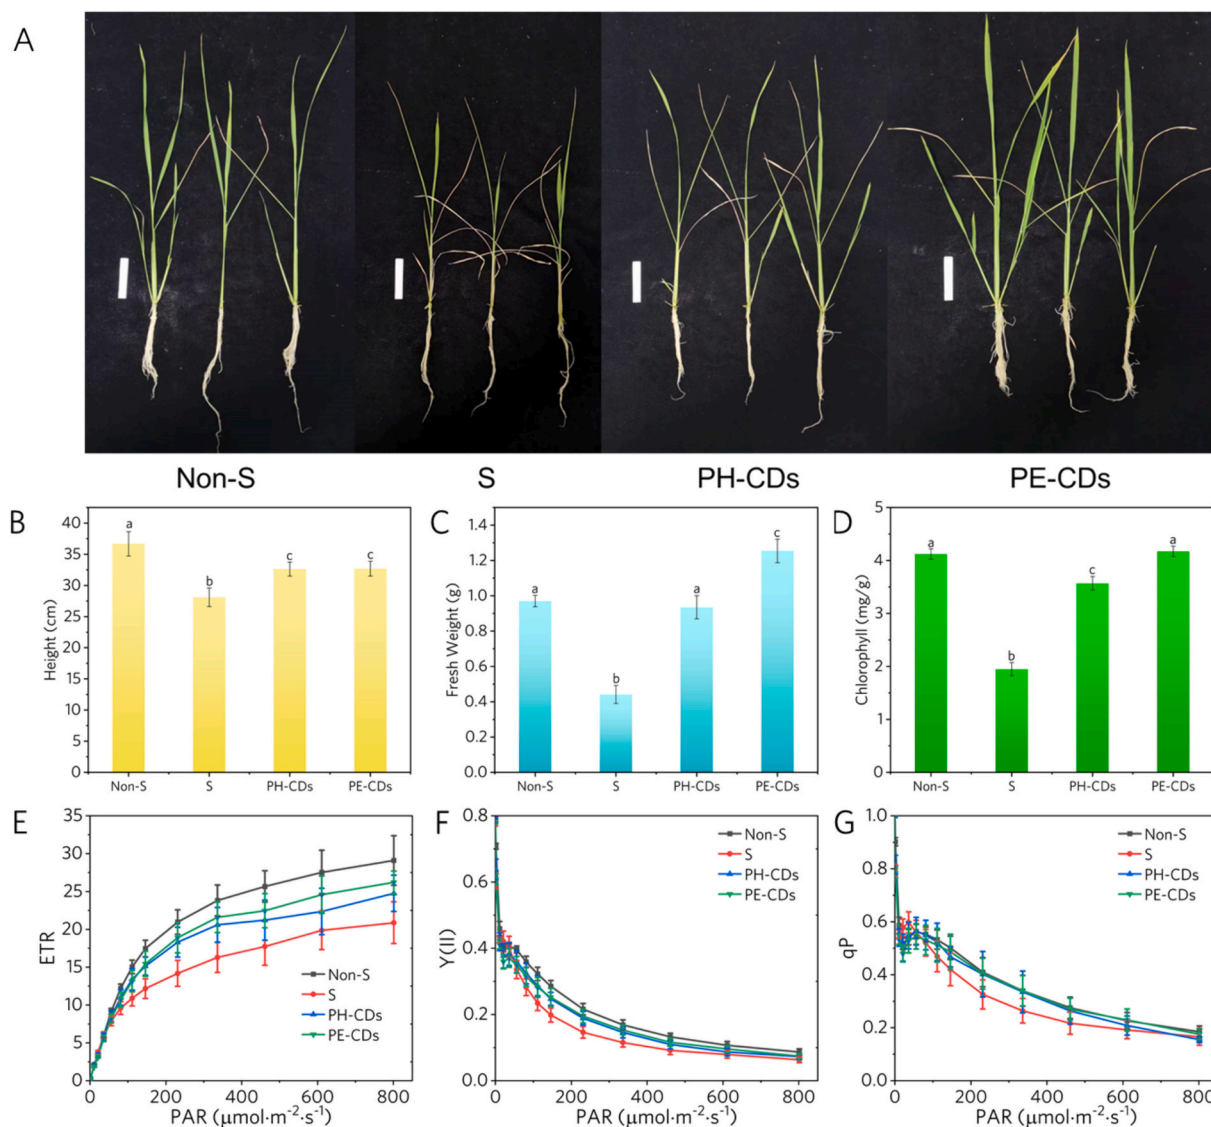 A
Non-S S PH-CDs PE-CDs
B
Height (cm)
40
35
30
25
20
15
10
5
0
a
b
c
c
Non-S S PH-CDs PE-CDs
C
Fresh Weight (g)
1.4
1.2
1.0
0.8
0.6
0.4
0.2
0.0
a
b
a
c
Non-S S PH-CDs PE-CDs
D
Chlorophyll (mg/g)
5
4
3
2
1
0
a
b
c
a
Non-S S PH-CDs PE-CDs
E
ETR
35
30
25
20
15
10
5
0
Non-S
S
PH-CDs
PE-CDs
0 200 400 600 800
PAR (μmol·m⁻²·s⁻¹)
F
Y(II)
0.8
0.6
0.4
0.2
0.0
Non-S
S
PH-CDs
PE-CDs
0 200 400 600 800
PAR (μmol·m⁻²·s⁻¹)
G
qP
1.0
0.8
0.6
0.4
0.2
0.0
Non-S
S
PH-CDs
PE-CDs
0 200 400 600 800
PAR (μmol·m⁻²·s⁻¹)